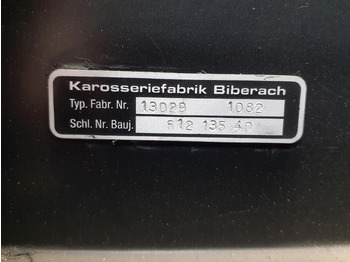 Karosseriefabrik Biberach
Typ. Fabr. Nr. 13029 1082
Schl. Nr. Bauj. 612 135 40